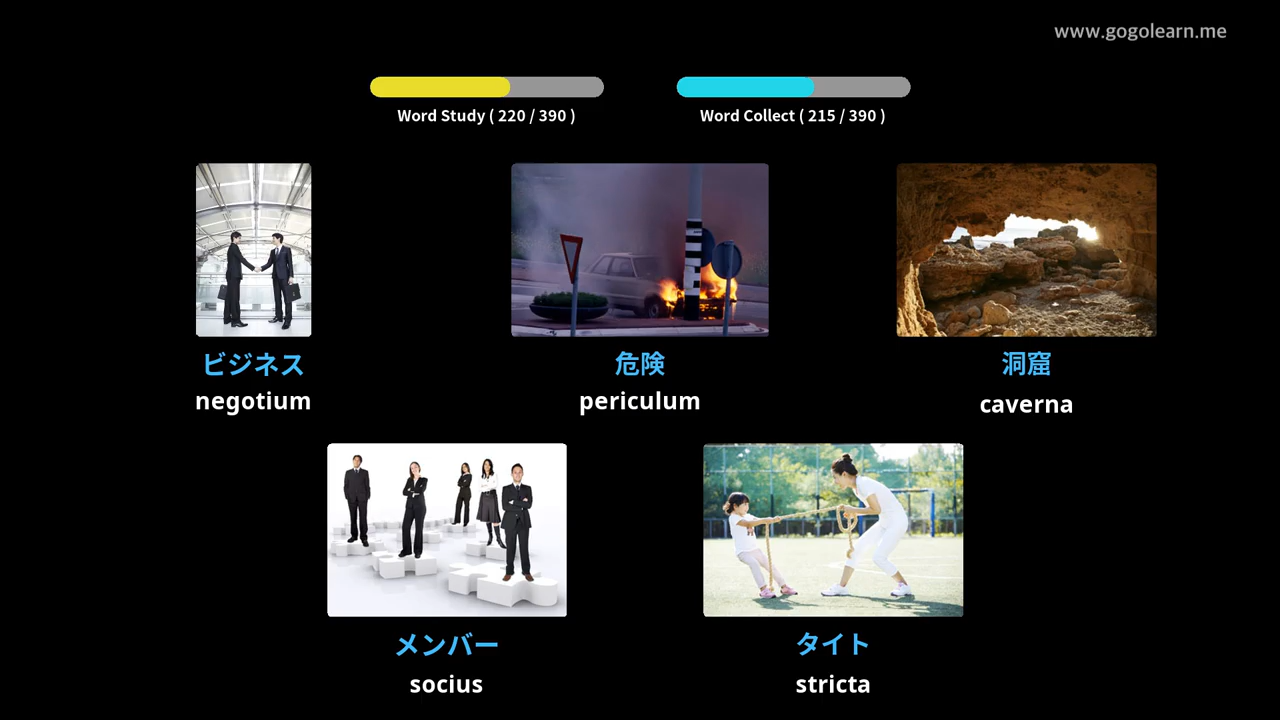 www.gogolearn.me
Word Study ( 220 / 390 )
Word Collect ( 215 / 390 )
ビジネス
negotium
危険
periculum
洞窟
caverna
メンバー
socius
タイト
stricta